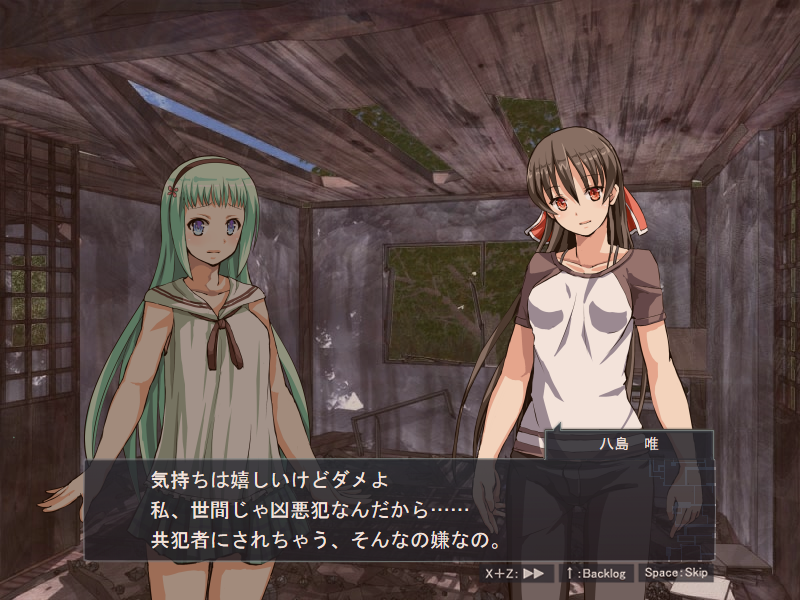 八島 唯
気持ちは嬉しいけどダメよ
私、世間じゃ凶悪犯なんだから……
共犯者にされちゃう、そんなの嫌なの。
X+Z:▶▶ ↑:Backlog Space:Skip